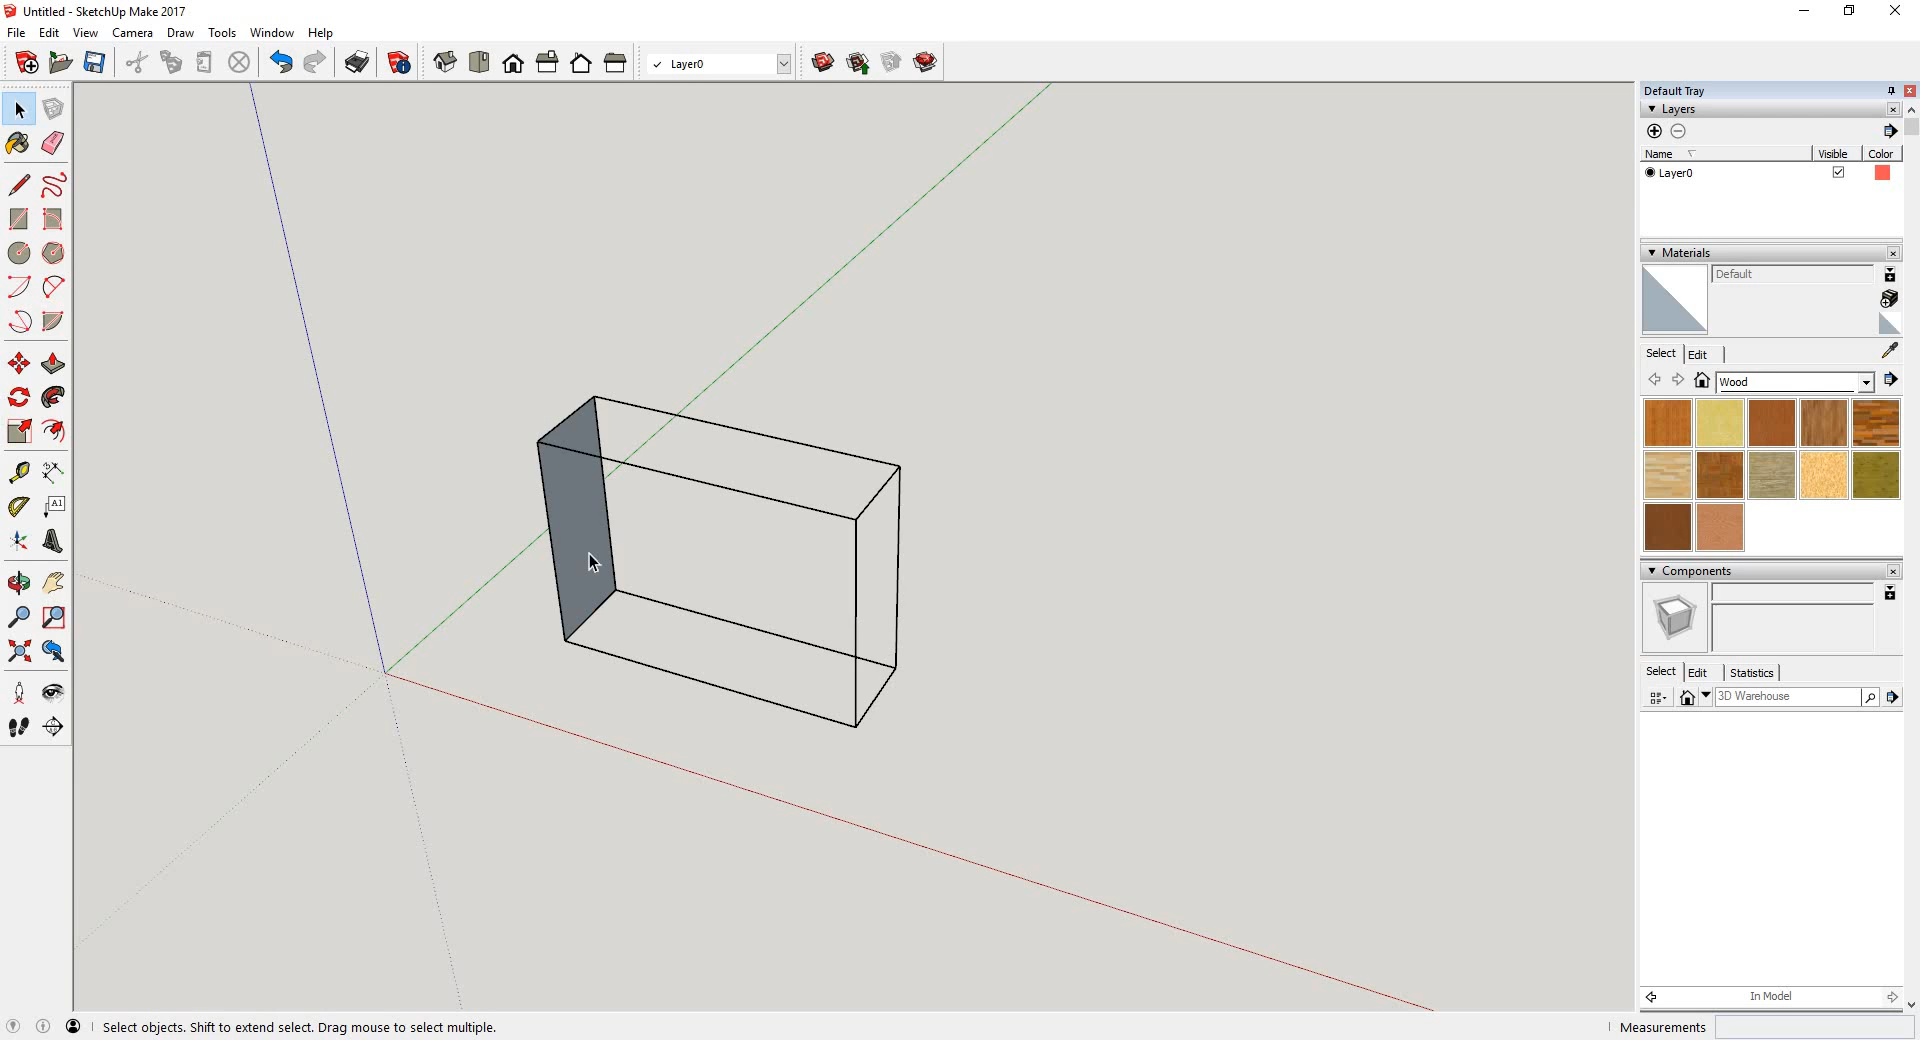 Untitled - SketchUp Make 2017
File Edit View Camera Draw Tools Window Help
Layer0
Default Tray
Layers
Name Visible Color
Layer0
Materials
Default
Select Edit
Wood
Components
Select Edit Statistics
3D Warehouse
In Model
A1
Select objects. Shift to extend select. Drag mouse to select multiple.
Measurements